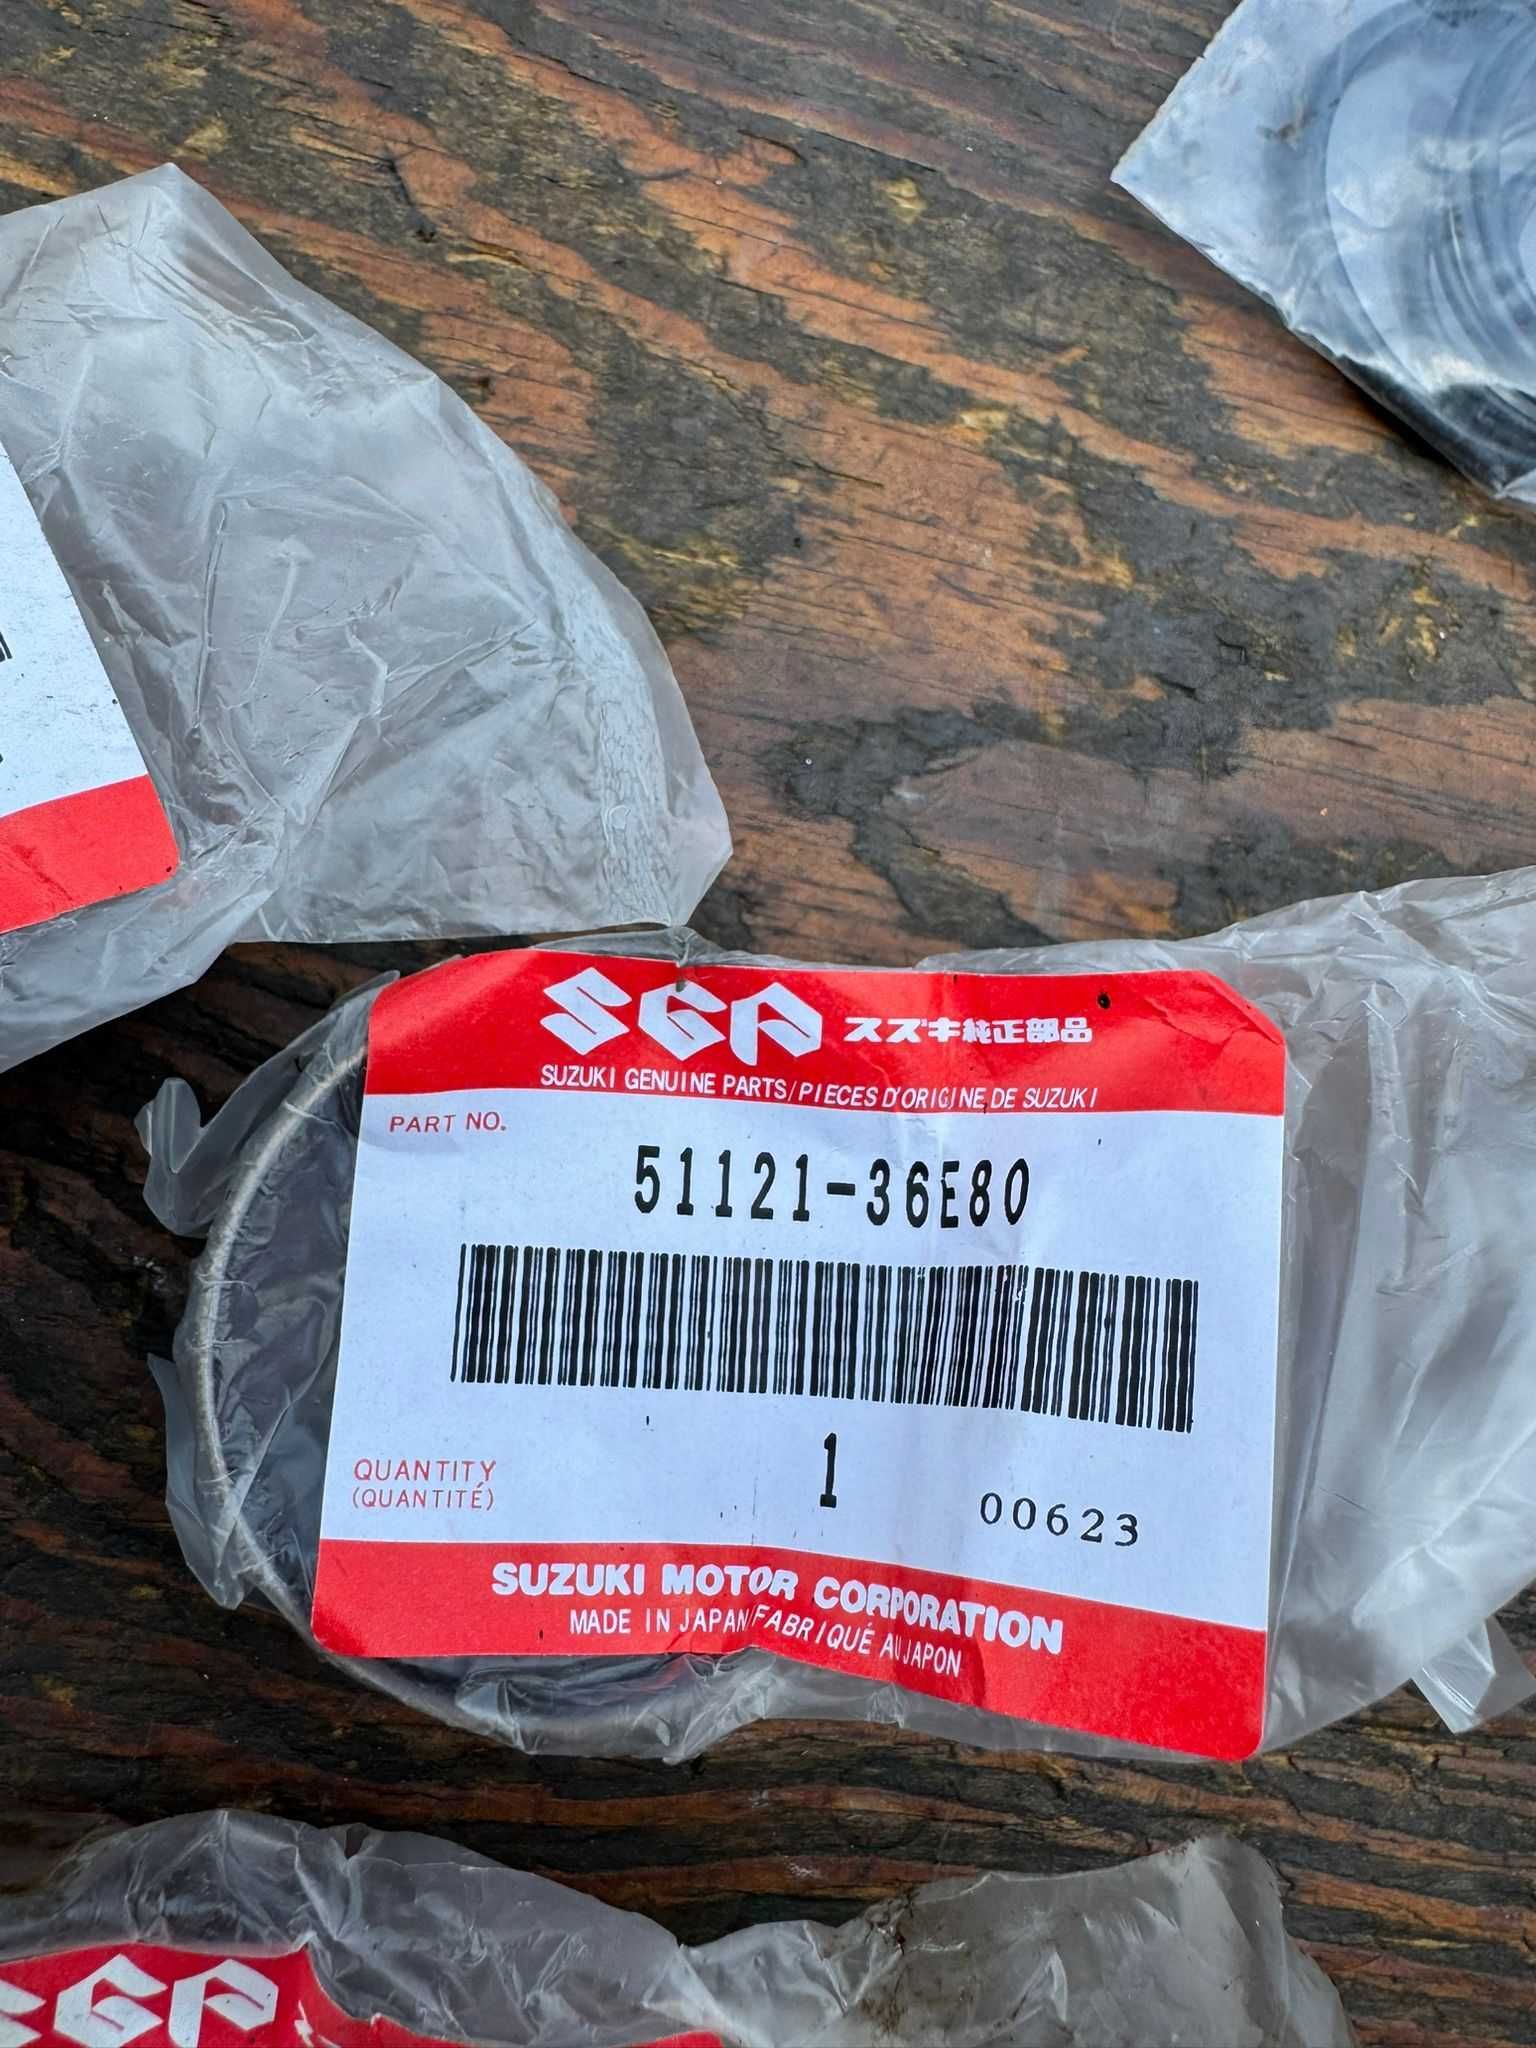 SGP スズキ純正部品
SUZUKI GENUINE PARTS/PIECES D'ORIGINE DE SUZUKI
PART NO.
51121-36E80
1
QUANTITY
(QUANTITÉ)
00623
SUZUKI MOTOR CORPORATION
MADE IN JAPAN/FABRIQUÉ AU JAPON
SGP